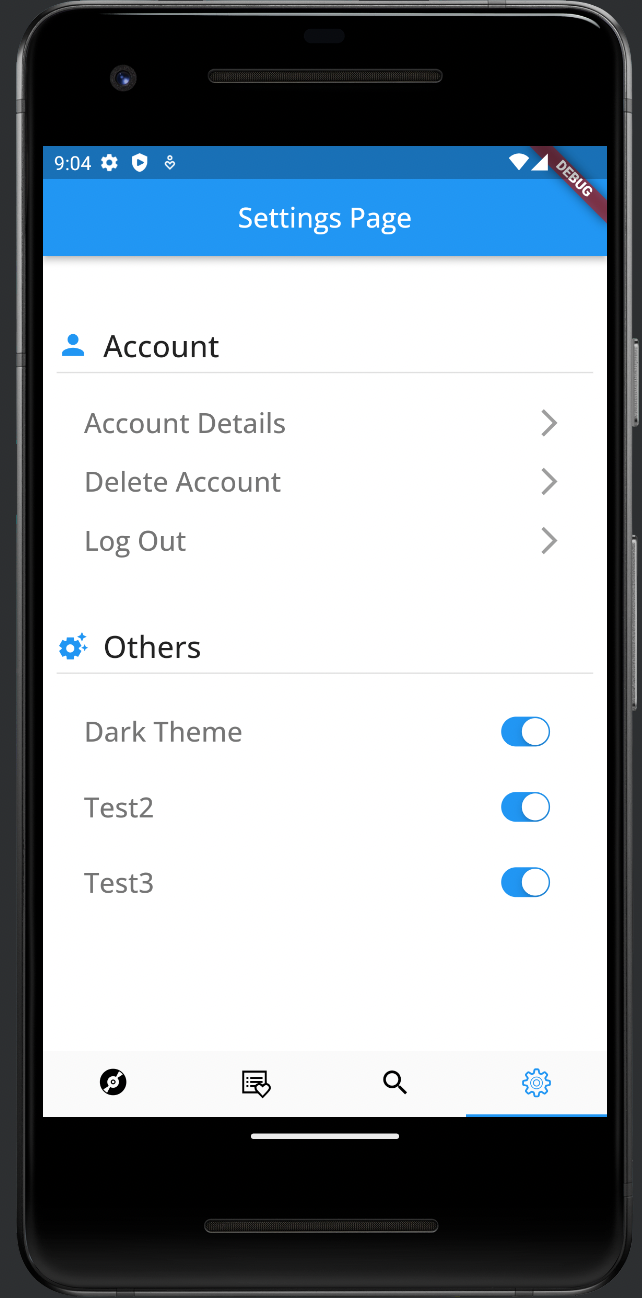 9:04
DEBUG
Settings Page
Account
Account Details
Delete Account
Log Out
Others
Dark Theme
Test2
Test3